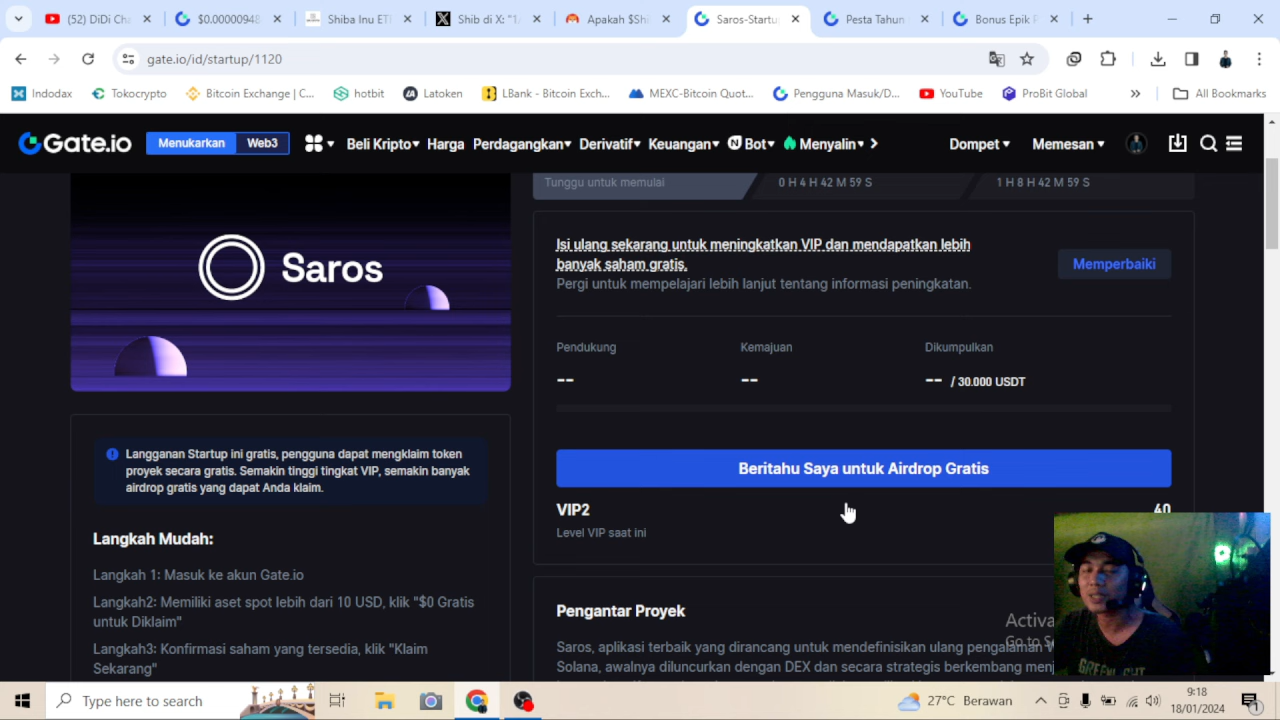 (52) DiDi Ch
$0.0000094
Shiba Inu ET
Shib di X: "1
Apakah $Shi
Saros-Startu
Pesta Tahun
Bonus Epik P
gate.io/id/startup/1120
Indodax
Tokocrypto
Bitcoin Exchange | C...
hotbit
Latoken
LBank - Bitcoin Exch...
MEXC-Bitcoin Quot...
Pengguna Masuk/D...
YouTube
ProBit Global
All Bookmarks
Gate.io
Menukarkan
Web3
Beli Kripto
Harga
Perdagangkan
Derivatif
Keuangan
Bot
Menyalin
Dompet
Memesan
Tunggu untuk memulai
0 H 4 H 42 M 59 S
1 H 8 H 42 M 59 S
Saros
Isi ulang sekarang untuk meningkatkan VIP dan mendapatkan lebih
banyak saham gratis.
Pergi untuk mempelajari lebih lanjut tentang informasi peningkatan.
Memperbaiki
Pendukung
Kemajuan
Dikumpulkan
--
--
-- / 30.000 USDT
Beritahu Saya untuk Airdrop Gratis
VIP2
40
Level VIP saat ini
Langganan Startup ini gratis, pengguna dapat mengklaim token
proyek secara gratis. Semakin tinggi tingkat VIP, semakin banyak
airdrop gratis yang dapat Anda klaim.
Langkah Mudah:
Langkah 1: Masuk ke akun Gate.io
Langkah2: Memiliki aset spot lebih dari 10 USD, klik "$0 Gratis
untuk Diklaim"
Langkah3: Konfirmasi saham yang tersedia, klik "Klaim
Sekarang"
Pengantar Proyek
Saros, aplikasi terbaik yang dirancang untuk mendefinisikan ulang pengalaman
Solana, awalnya diluncurkan dengan DEX dan secara strategis berkembang
Activa
Go to S
Type here to search
27°C Berawan
9:18
18/01/2024